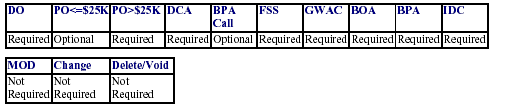 DO PO<=$25K PO>$25K DCA BPA Call FSS GWAC BOA BPA IDC
Required Optional Required Required Optional Required Required Required Required Required
MOD Change Delete/Void
Not Required Not Required Not Required